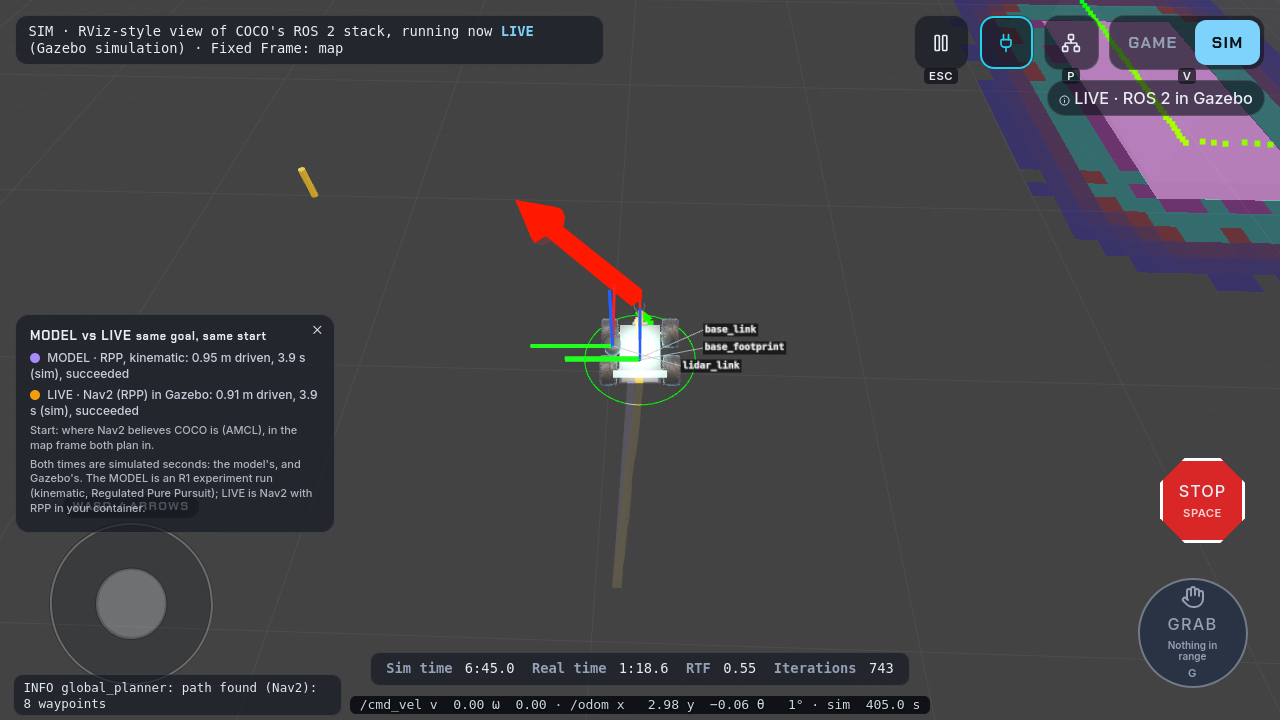 SIM · RViz-style view of COCO's ROS 2 stack, running now LIVE
(Gazebo simulation) · Fixed Frame: map
ESC
P
GAME
SIM
V
LIVE · ROS 2 in Gazebo
base_link
base_footprint
lidar_link
MODEL vs LIVE same goal, same start
MODEL · RPP, kinematic: 0.95 m driven, 3.9 s
(sim), succeeded
LIVE · Nav2 (RPP) in Gazebo: 0.91 m driven, 3.9
s (sim), succeeded
Start: where Nav2 believes COCO is (AMCL), in the
map frame both plan in.
Both times are simulated seconds: the model's, and
Gazebo's. The MODEL is an R1 experiment run
(kinematic, Regulated Pure Pursuit); LIVE is Nav2 with
RPP in your container.
STOP
SPACE
GRAB
Nothing in
range
G
Sim time 6:45.0 Real time 1:18.6 RTF 0.55 Iterations 743
INFO global_planner: path found (Nav2):
8 waypoints
/cmd_vel v 0.00 ω 0.00 · /odom x 2.98 y −0.06 θ 1° · sim 405.0 s